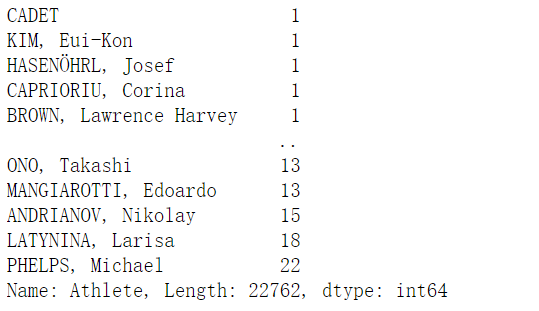 CADET 1
KIM, Eui-Kon 1
HASENÖHRL, Josef 1
CAPRIORIU, Corina 1
BROWN, Lawrence Harvey 1
..
ONO, Takashi 13
MANGIAROTTI, Edoardo 13
ANDRIANOV, Nikolay 15
LATYNINA, Larisa 18
PHELPS, Michael 22
Name: Athlete, Length: 22762, dtype: int64